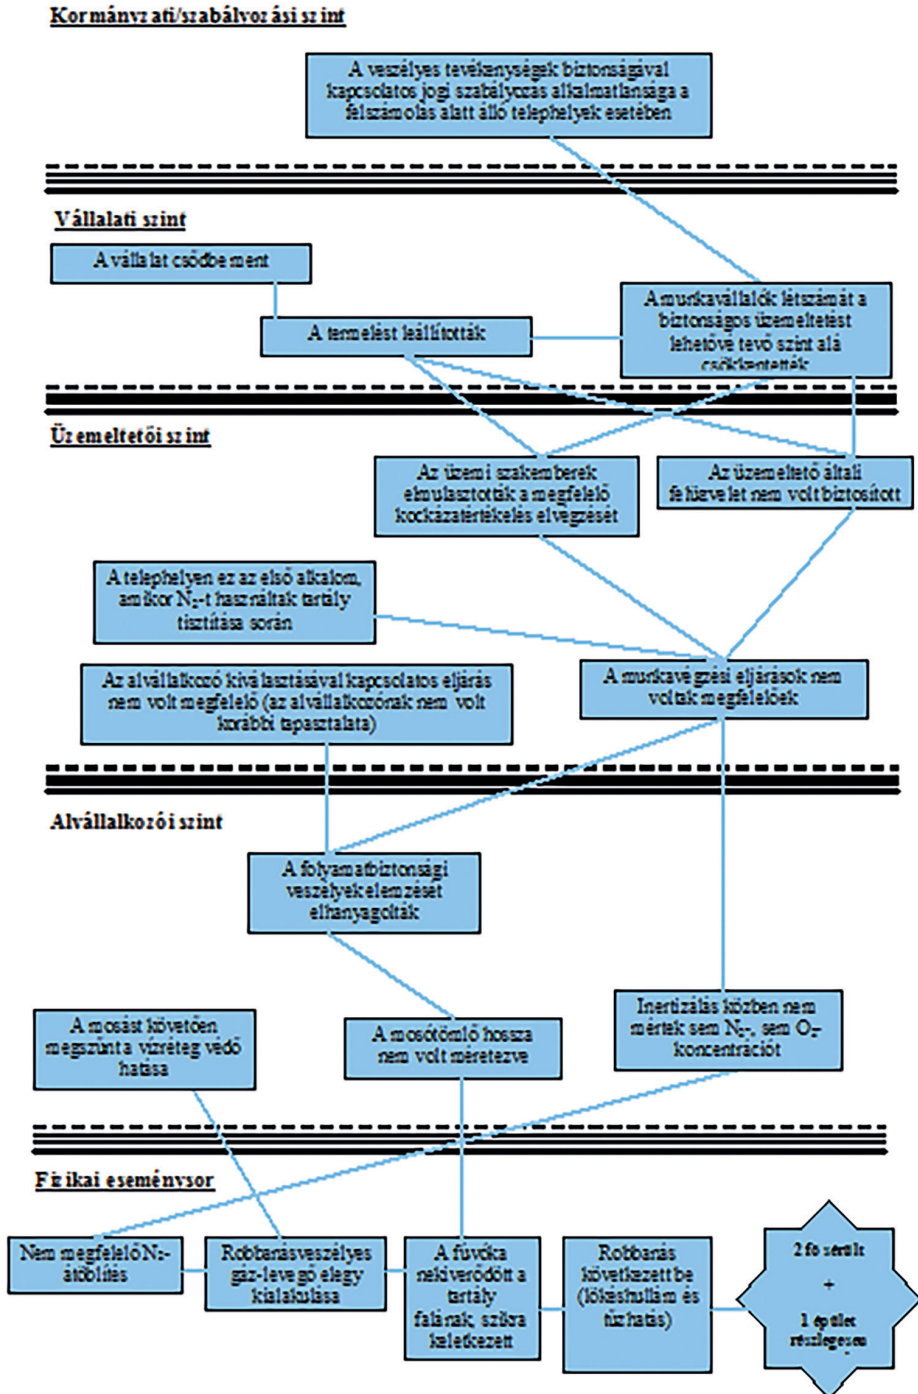 Kormányzati/szabályozási szint
A veszélyes tevékenységek biztonságával
kapcsolatos jogi szabályozás alkalmatlansága a
felszámolás alatt álló telephelyek esetében
Vállalati szint
A vállalat csődbe ment
A munkavállalók létszámát a
biztonságos üzemeltetést
lehetővé tevő szint alá
csökkentették
A termelést leállították
Üzemeltetői szint
Az üzemi szakemberek
elmulasztották a megfelelő
kockázatértékelés elvégzését
Az üzemeltető általi
felügyelet nem volt biztosított
A telephelyen ez az első alkalom,
amikor N₂-t használtak tartály
tisztítása során
Az alvállalkozó kiválasztásával kapcsolatos eljárás
nem volt megfelelő (az alvállalkozónak nem volt
korábbi tapasztalata)
A munkavégzési eljárások nem
voltak megfelelőek
Alvállalkozói szint
A folyamatbiztonsági
veszélyek elemzését
elhanyagolták
A mosást követően
megszűnt a vízréteg védő
hatása
A mosótömlő hossza
nem volt méretezve
Inertizálás közben nem
mértek sem N₂-, sem O₂-
koncentrációt
Fizikai eseménysor
Nem megfelelő N₂-
átöblítés
Robbanásveszélyes
gáz-levegő elegy
kialakulása
A fúvóka
nekiverődött a
tartály
falának, szikra
keletkezett
Robbanás
következett be
(lökéshullám és
tűzhatás)
2 fő sérült
+
1 épület
részlegesen